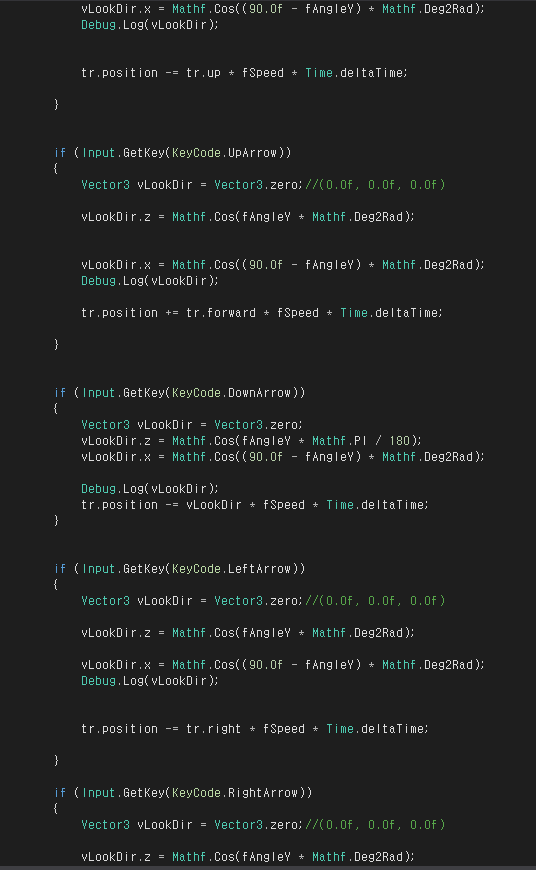 vLookDir.x = Mathf.Cos((90.0f - fAngleY) * Mathf.Deg2Rad);
Debug.Log(vLookDir);
tr.position -= tr.up * fSpeed * Time.deltaTime;
}
if (Input.GetKey(KeyCode.UpArrow))
{
Vector3 vLookDir = Vector3.zero;//(0.0f, 0.0f, 0.0f)
vLookDir.z = Mathf.Cos(fAngleY * Mathf.Deg2Rad);
vLookDir.x = Mathf.Cos((90.0f - fAngleY) * Mathf.Deg2Rad);
Debug.Log(vLookDir);
tr.position += tr.forward * fSpeed * Time.deltaTime;
}
if (Input.GetKey(KeyCode.DownArrow))
{
Vector3 vLookDir = Vector3.zero;
vLookDir.z = Mathf.Cos(fAngleY * Mathf.PI / 180);
vLookDir.x = Mathf.Cos((90.0f - fAngleY) * Mathf.Deg2Rad);
Debug.Log(vLookDir);
tr.position -= vLookDir * fSpeed * Time.deltaTime;
}
if (Input.GetKey(KeyCode.LeftArrow))
{
Vector3 vLookDir = Vector3.zero;//(0.0f, 0.0f, 0.0f)
vLookDir.z = Mathf.Cos(fAngleY * Mathf.Deg2Rad);
vLookDir.x = Mathf.Cos((90.0f - fAngleY) * Mathf.Deg2Rad);
Debug.Log(vLookDir);
tr.position -= tr.right * fSpeed * Time.deltaTime;
}
if (Input.GetKey(KeyCode.RightArrow))
{
Vector3 vLookDir = Vector3.zero;//(0.0f, 0.0f, 0.0f)
vLookDir.z = Mathf.Cos(fAngleY * Mathf.Deg2Rad);